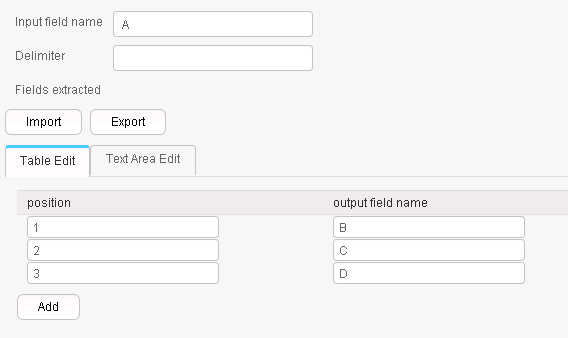 Input field name A
Delimiter
Fields extracted
Import Export
Table Edit Text Area Edit
position output field name
1 B
2 C
3 D
Add